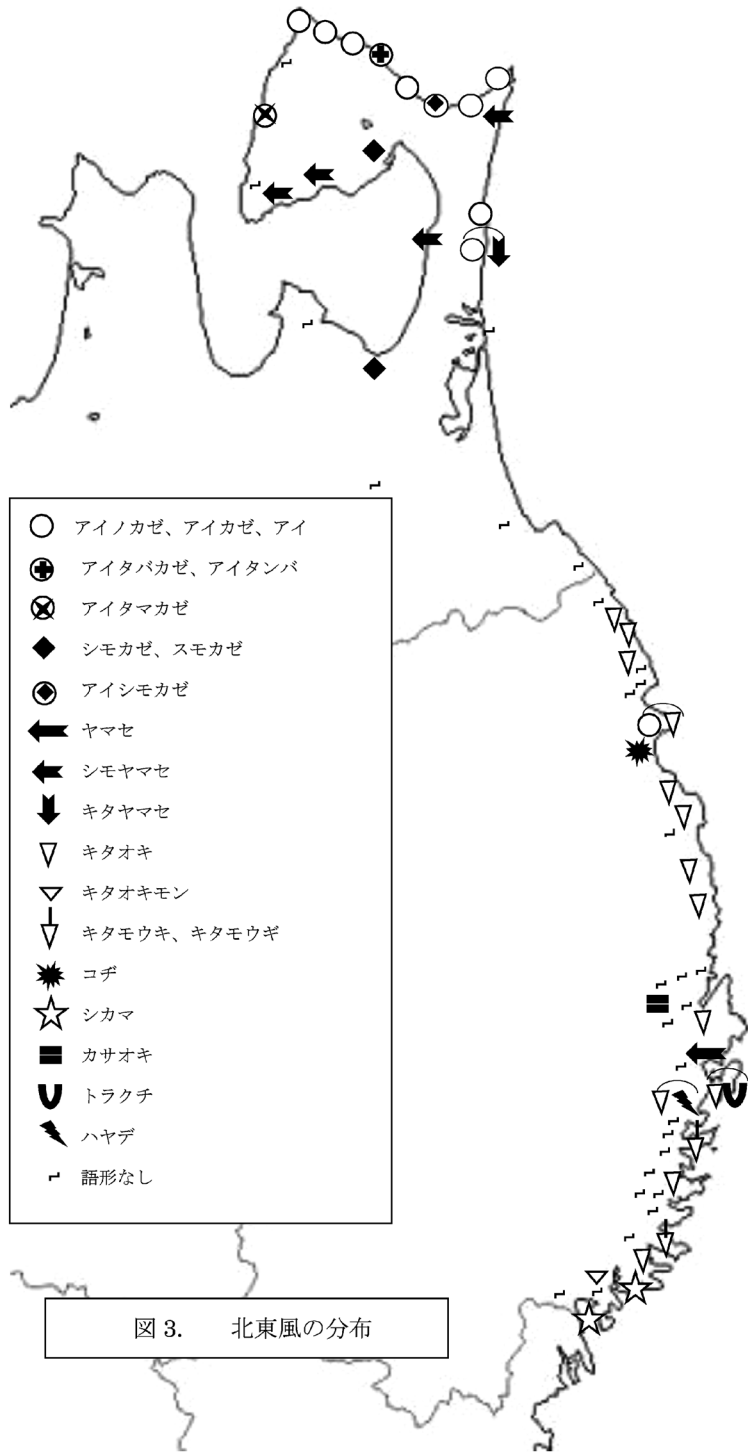 アイノカゼ、アイカゼ、アイ
アイタバカゼ、アイタンバ
アイタマカゼ
シモカゼ、スモカゼ
アイシモカゼ
ヤマセ
シモヤマセ
キタヤマセ
キタオキ
キタオキモン
キタモウキ、キタモウギ
コヂ
シカマ
カサオキ
トラクチ
ハヤデ
語形なし
図 3. 北東風の分布